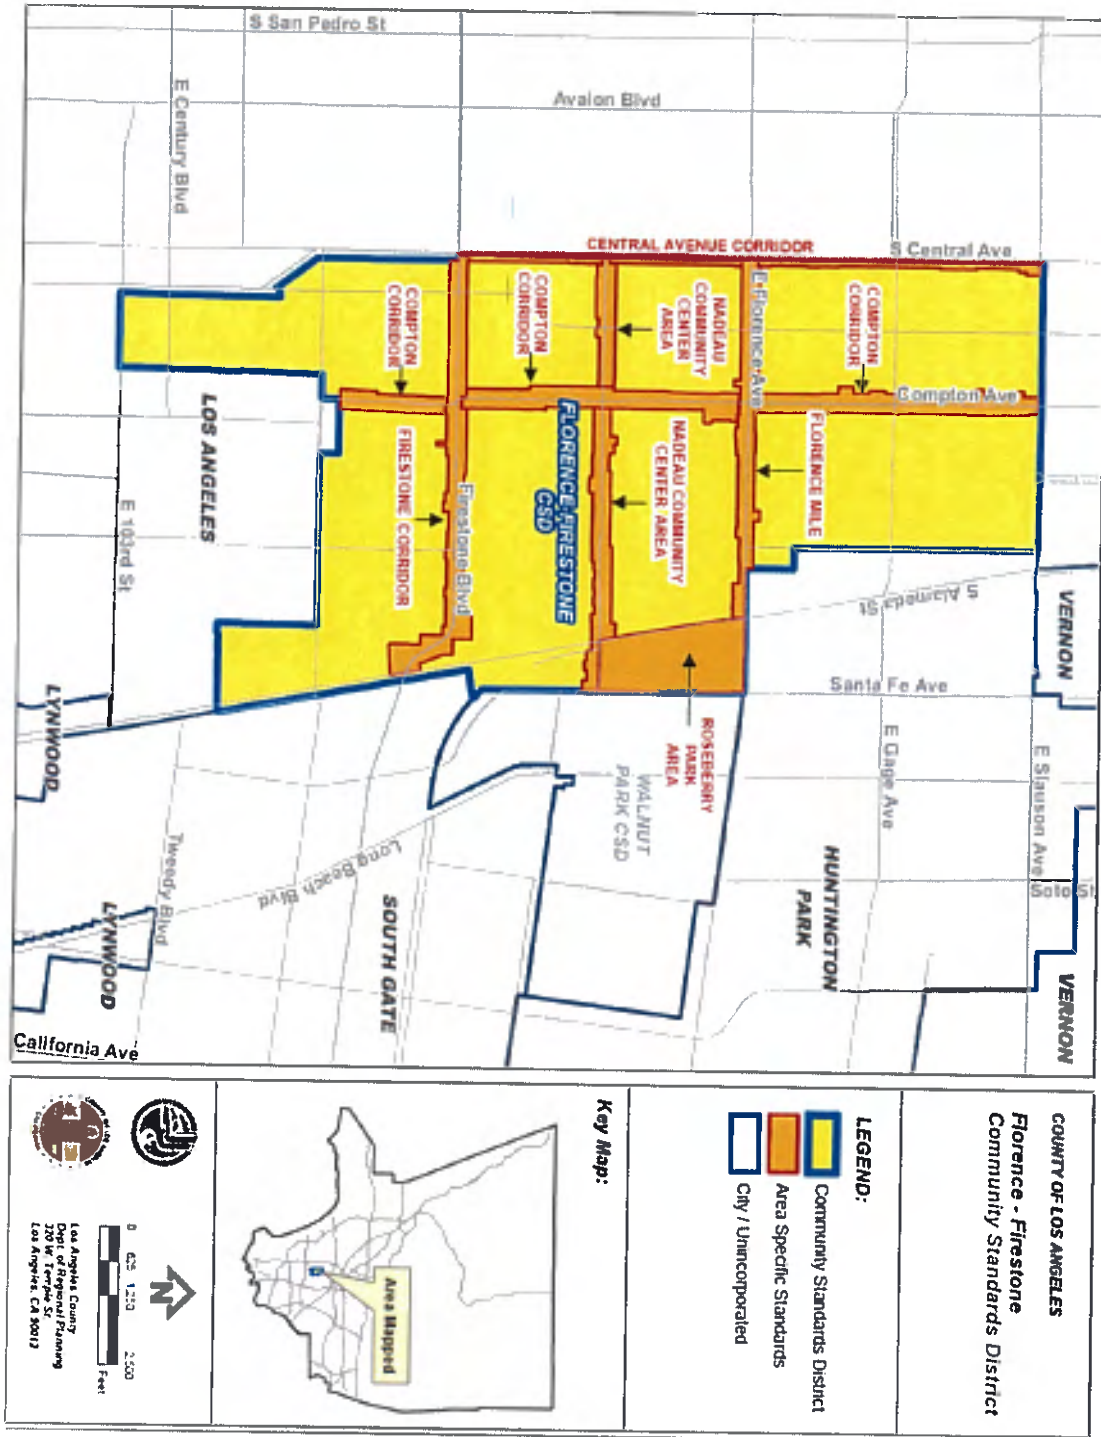 COUNTY OF LOS ANGELES
Florence - Firestone
Community Standards District
LEGEND:
Community Standards District
Area Specific Standards
City / Unincorporated
Key Map:
Area Mapped
N
0 625 1,250 2,500
Feet
Los Angeles County
Dept. of Regional Planning
320 W. Temple St.
Los Angeles, CA 90012
S San Pedro St
Avalon Blvd
E Century Blvd
CENTRAL AVENUE CORRIDOR
S Central Ave
COMPTON
CORRIDOR
COMPTON
CORRIDOR
NADEAU
COMMUNITY
CENTER
AREA
E Florence Ave
COMPTON
CORRIDOR
Compton Ave
LOS ANGELES
FIRESTONE CORRIDOR
Firestone Blvd
FLORENCE-FIRESTONE
CSD
NADEAU COMMUNITY
CENTER AREA
FLORENCE MILE
E 103rd St
S Alameda St
VERNON
Santa Fe Ave
LYNWOOD
ROSEBERRY
PARK
AREA
WALNUT
PARK CSD
E Gage Ave
E Slauson Ave
Tweedy Blvd
Long Beach Blvd
HUNTINGTON
PARK
Soto St
LYNWOOD
SOUTH GATE
VERNON
California Ave